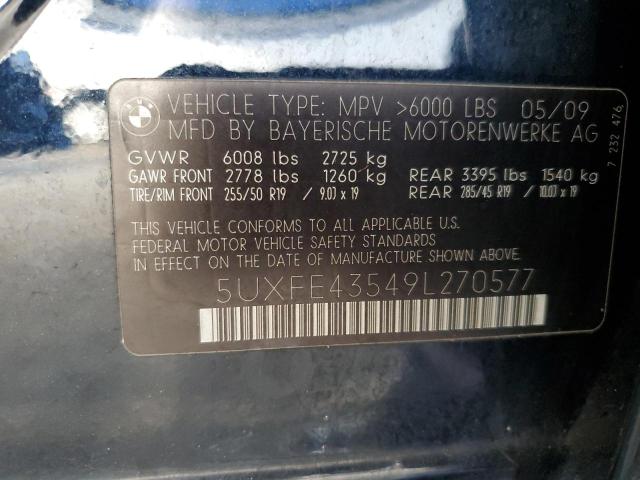 BMW
VEHICLE TYPE: MPV >6000 LBS 05/09
MFD BY BAYERISCHE MOTORENWERKE AG
GVWR 6008 lbs 2725 kg
GAWR FRONT 2778 lbs 1260 kg REAR 3395 lbs 1540 kg
TIRE/RIM FRONT 255/50 R19 / 9.0J x 19 REAR 285/45 R19 / 10.0J x 19
THIS VEHICLE CONFORMS TO ALL APPLICABLE U.S.
FEDERAL MOTOR VEHICLE SAFETY STANDARDS
IN EFFECT ON THE DATE OF MANUFACTURE SHOWN ABOVE.
5UXFE43549L270577
7 232 476